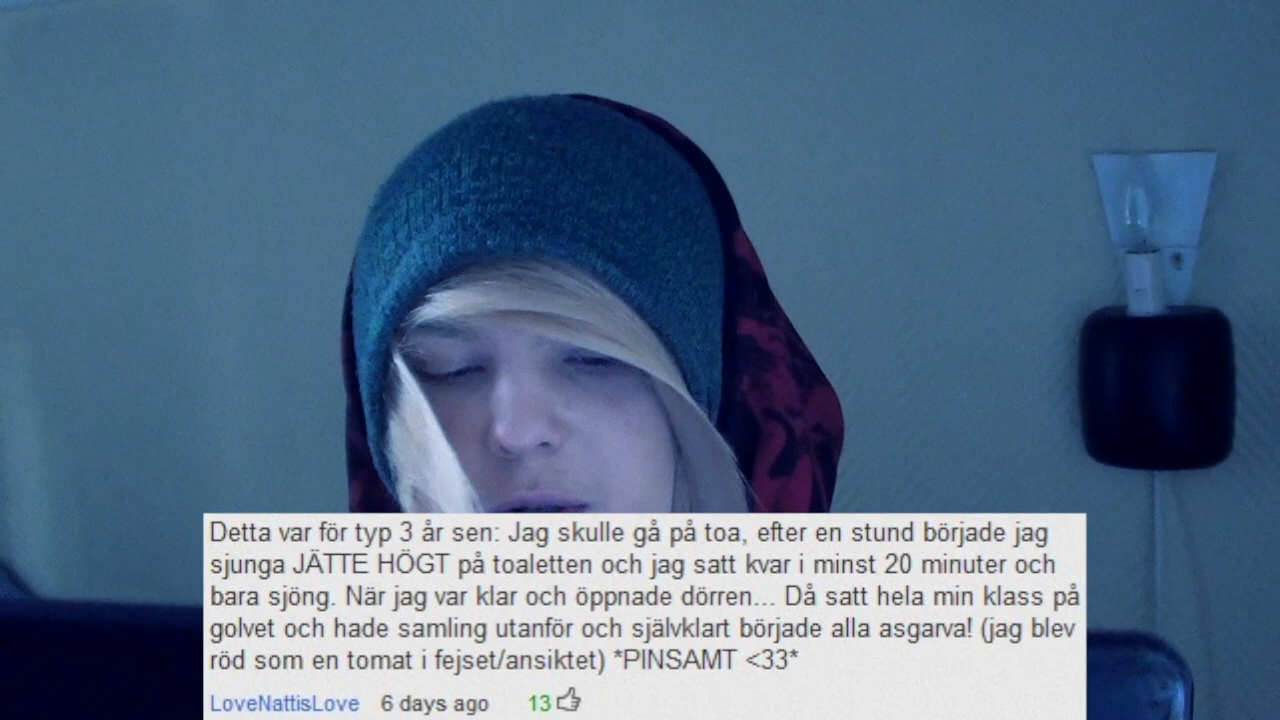 Detta var för typ 3 år sen: Jag skulle gå på toa, efter en stund började jag
sjunga JÄTTE HÖGT på toaletten och jag satt kvar i minst 20 minuter och
bara sjöng. När jag var klar och öppnade dörren... Då satt hela min klass på
golvet och hade samling utanför och självklart började alla asgarva! (jag blev
röd som en tomat i fejset/ansiktet) *PINSAMT <33*
LoveNattisLove 6 days ago 13